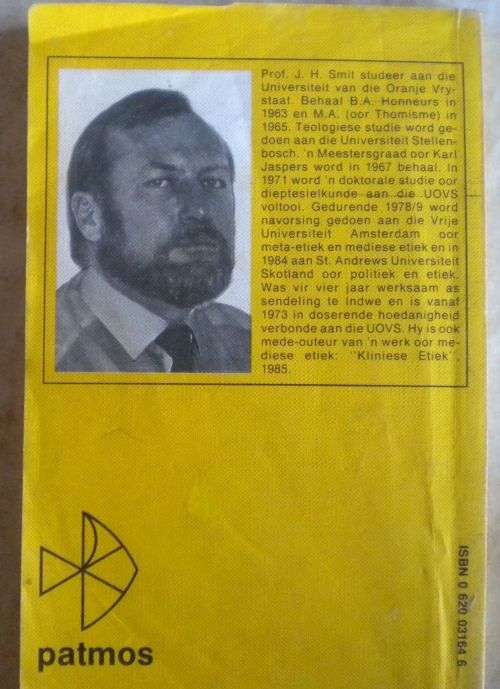 Prof. J. H. Smit studeer aan die
Universiteit van die Oranje Vry-
staat. Behaal B.A. Honneurs in
1963 en M.A. (oor Thomisme) in
1965. Teologiese studie word ge-
doen aan die Universiteit Stellen-
bosch. 'n Meestersgraad oor Karl
Jaspers word in 1967 behaal. In
1971 word 'n doktorale studie oor
dieptesielkunde aan die UOVS
voltooi. Gedurende 1978/9 word
navorsing gedoen aan die Vrije
Universiteit Amsterdam oor
meta-etiek en mediese etiek en in
1984 aan St. Andrews Universiteit
Skotland oor politiek en etiek.
Was vir vier jaar werksaam as
sendeling te Indwe en is vanaf
1973 in doserende hoedanigheid
verbonde aan die UOVS. Hy is ook
mede-outeur van 'n werk oor me-
diese etiek: ''Kliniese Etiek'',
1985.
patmos
ISBN 0 620 03164 6